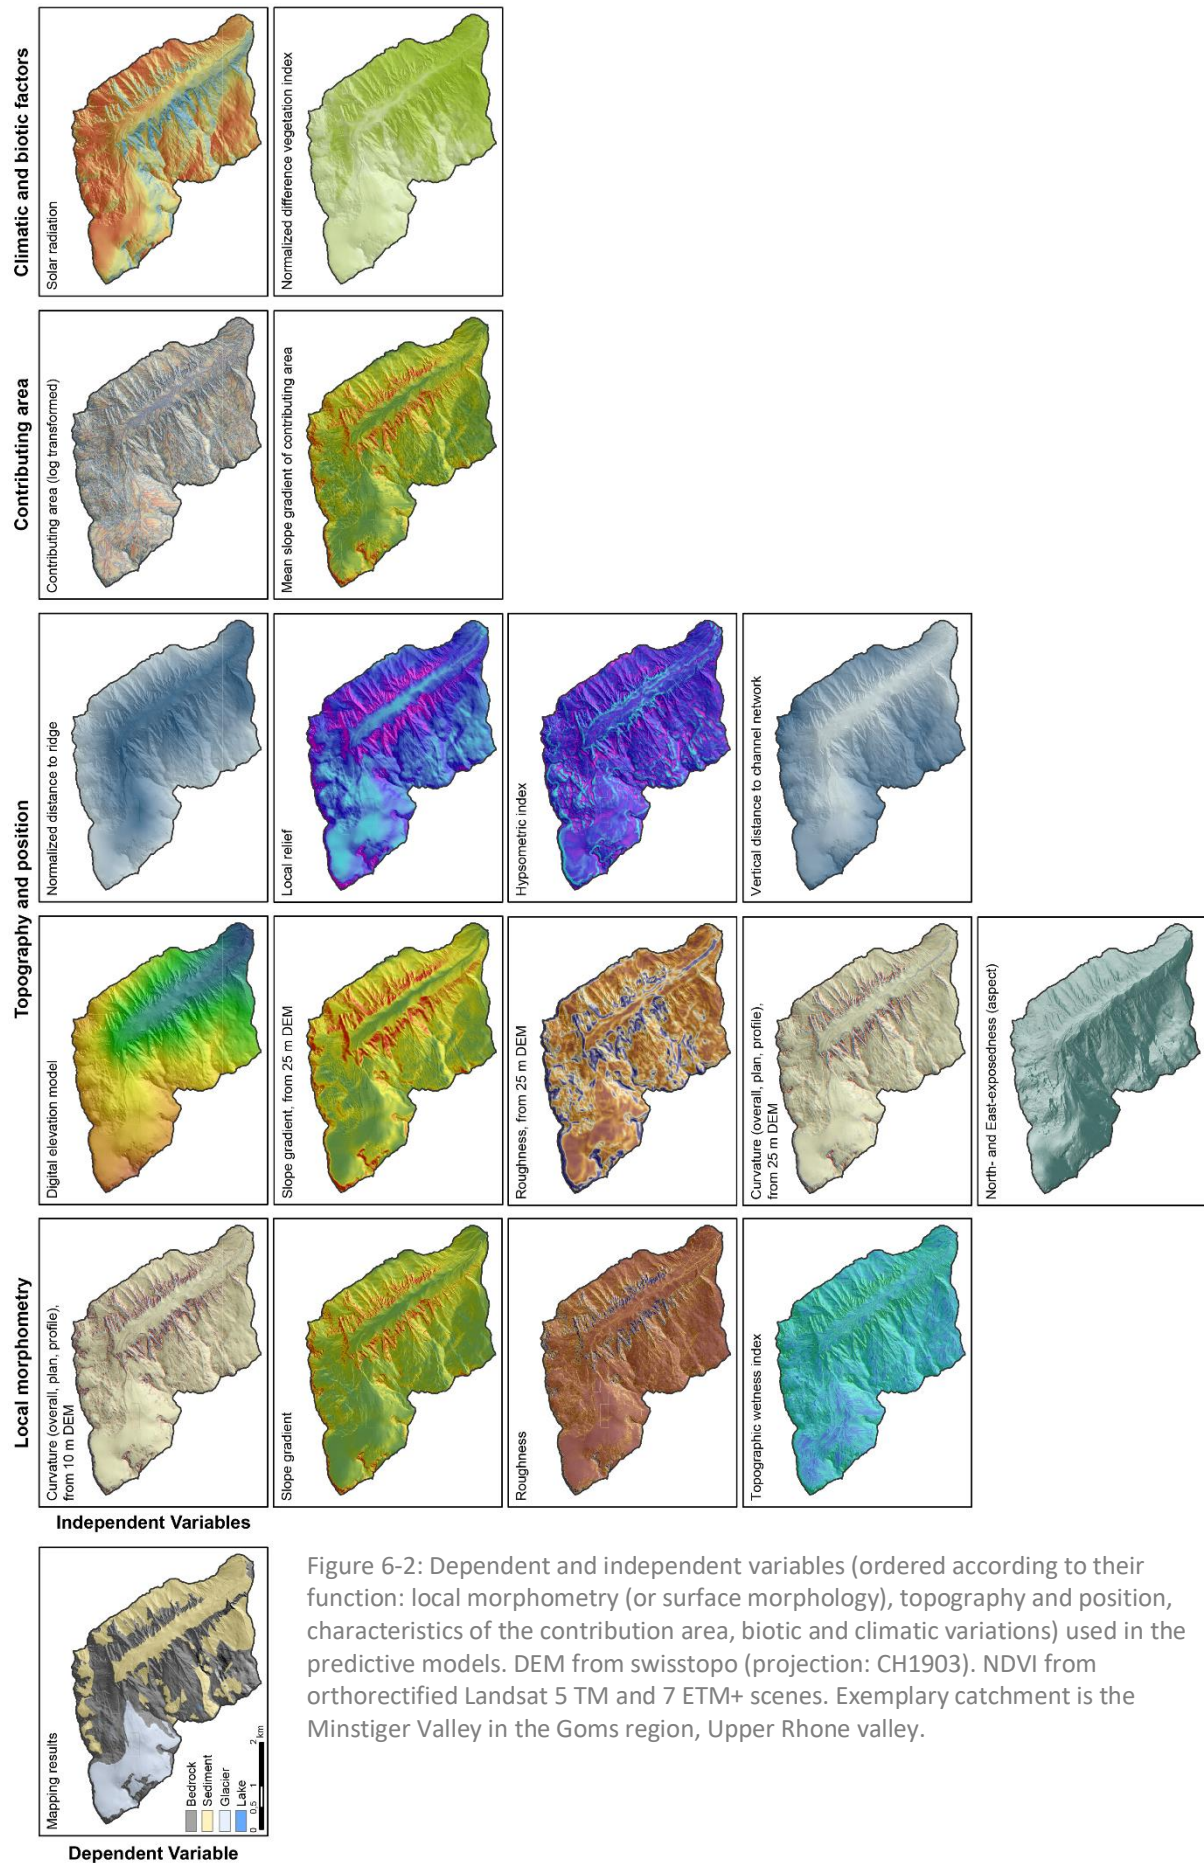 Dependent Variable
Mapping results
Bedrock
Sediment
Glacier
Lake
0 0,5 1 2 km
Independent Variables
Local morphometry
Curvature (overall, plan, profile),
from 10 m DEM
Slope gradient
Roughness
Topographic wetness index
Topography and position
Digital elevation model
Slope gradient, from 25 m DEM
Roughness, from 25 m DEM
Curvature (overall, plan, profile),
from 25 m DEM
North- and East-exposedness (aspect)
Normalized distance to ridge
Local relief
Hypsometric index
Vertical distance to channel network
Contributing area
Contributing area (log transformed)
Mean slope gradient of contributing area
Climatic and biotic factors
Solar radiation
Normalized difference vegetation index
Figure 6-2: Dependent and independent variables (ordered according to their
function: local morphometry (or surface morphology), topography and position,
characteristics of the contribution area, biotic and climatic variations) used in the
predictive models. DEM from swisstopo (projection: CH1903). NDVI from
orthorectified Landsat 5 TM and 7 ETM+ scenes. Exemplary catchment is the
Minstiger Valley in the Goms region, Upper Rhone valley.